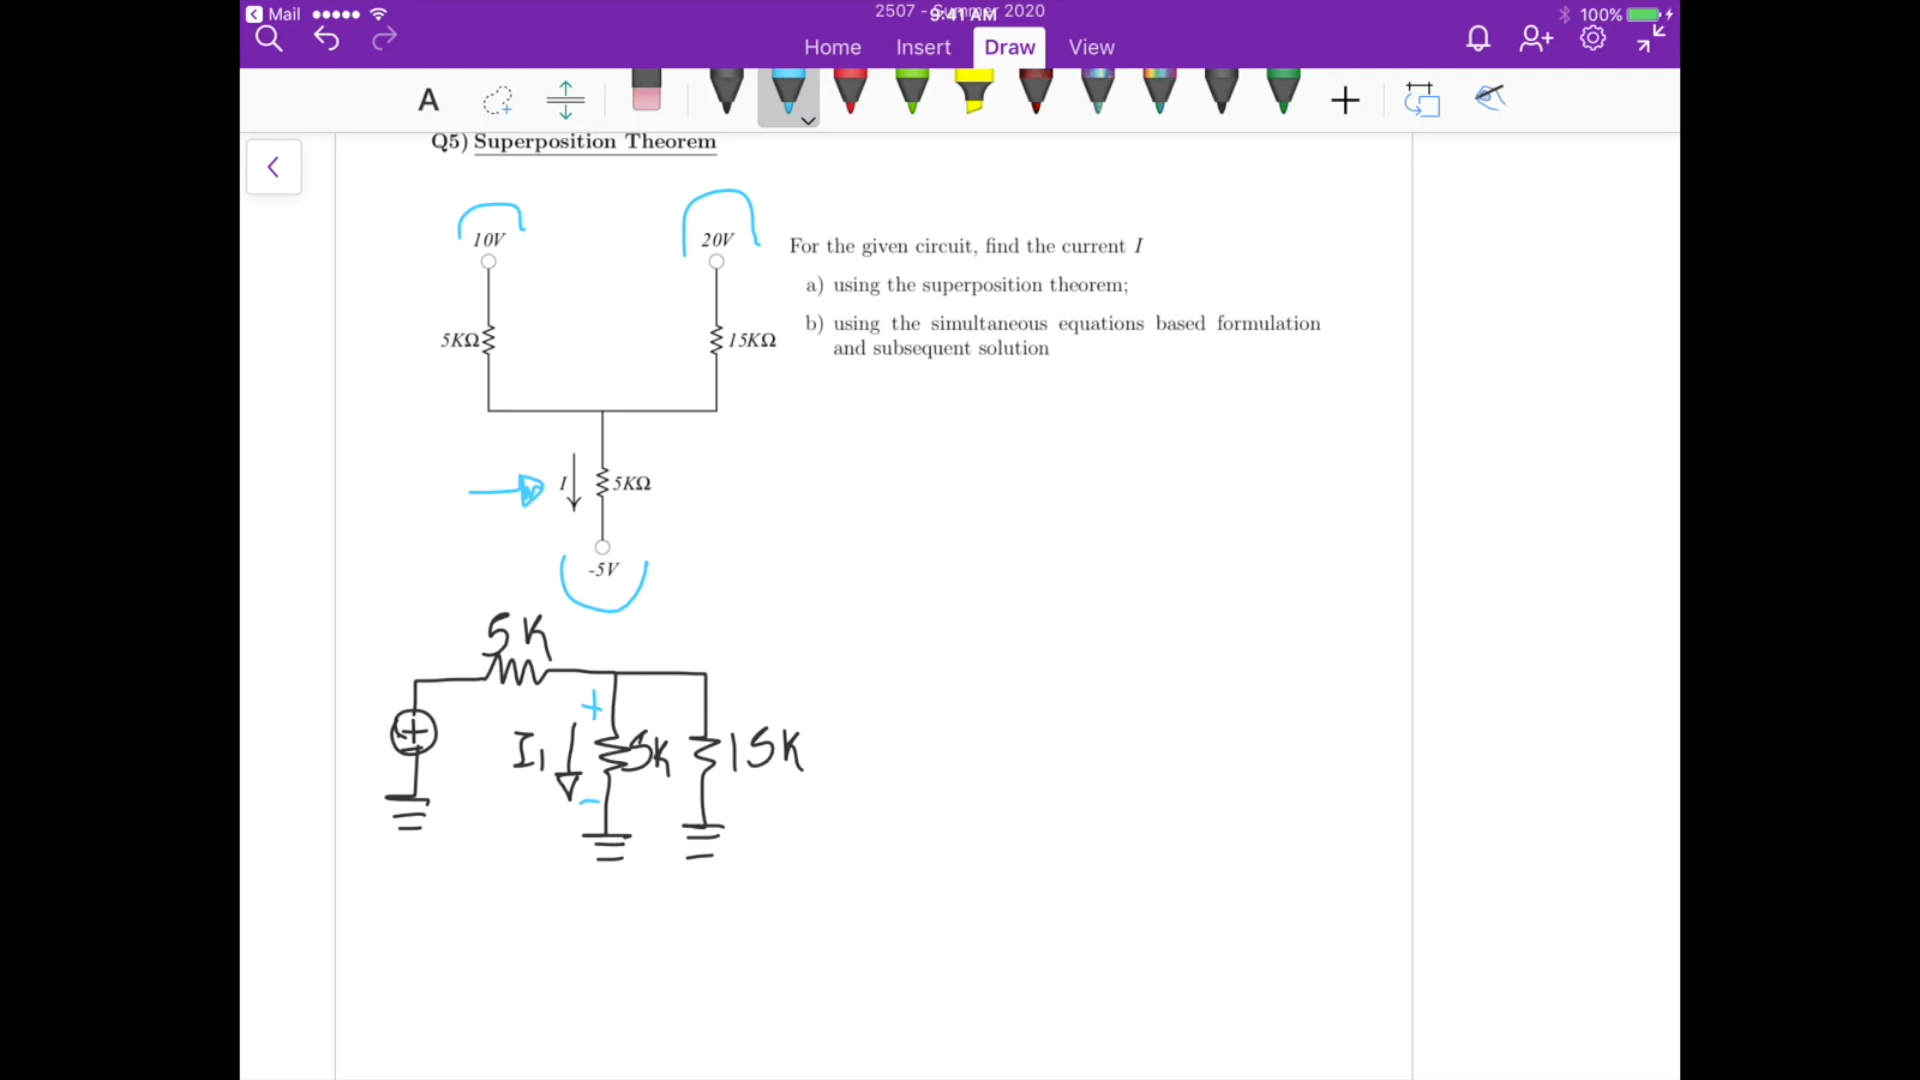 Mail
2507 - Summer 2020
9:41 AM
100%
Home Insert Draw View
A
Q5) Superposition Theorem
10V
20V
For the given circuit, find the current I
a) using the superposition theorem;
b) using the simultaneous equations based formulation
and subsequent solution
5KΩ
15KΩ
I
5KΩ
-5V
5K
+
+
I1
5K
15K
-